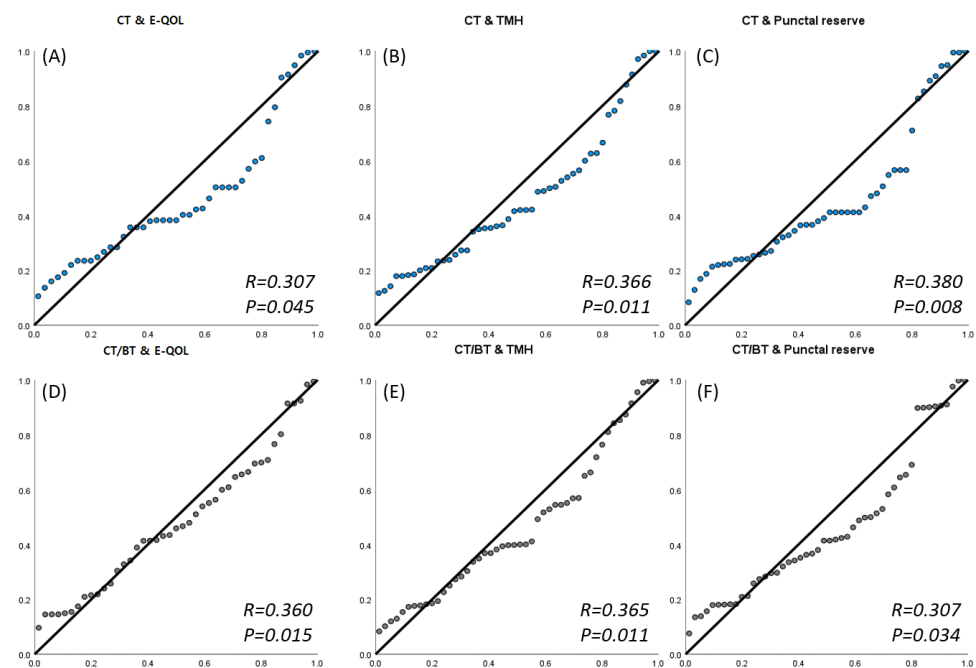 CT & E-QOL
CT & TMH
CT & Punctal reserve
(A)
1.0
0.8
0.6
0.4
0.2
0.0
0.0 0.2 0.4 0.6 0.8 1.0
R=0.307
P=0.045
(B)
1.0
0.8
0.6
0.4
0.2
0.0
0.0 0.2 0.4 0.6 0.8 1.0
R=0.366
P=0.011
(C)
1.0
0.8
0.6
0.4
0.2
0.0
0.0 0.2 0.4 0.6 0.8 1.0
R=0.380
P=0.008
CT/BT & E-QOL
CT/BT & TMH
CT/BT & Punctal reserve
(D)
1.0
0.8
0.6
0.4
0.2
0.0
0.0 0.2 0.4 0.6 0.8 1.0
R=0.360
P=0.015
(E)
1.0
0.8
0.6
0.4
0.2
0.0
0.0 0.2 0.4 0.6 0.8 1.0
R=0.365
P=0.011
(F)
1.0
0.8
0.6
0.4
0.2
0.0
0.0 0.2 0.4 0.6 0.8 1.0
R=0.307
P=0.034